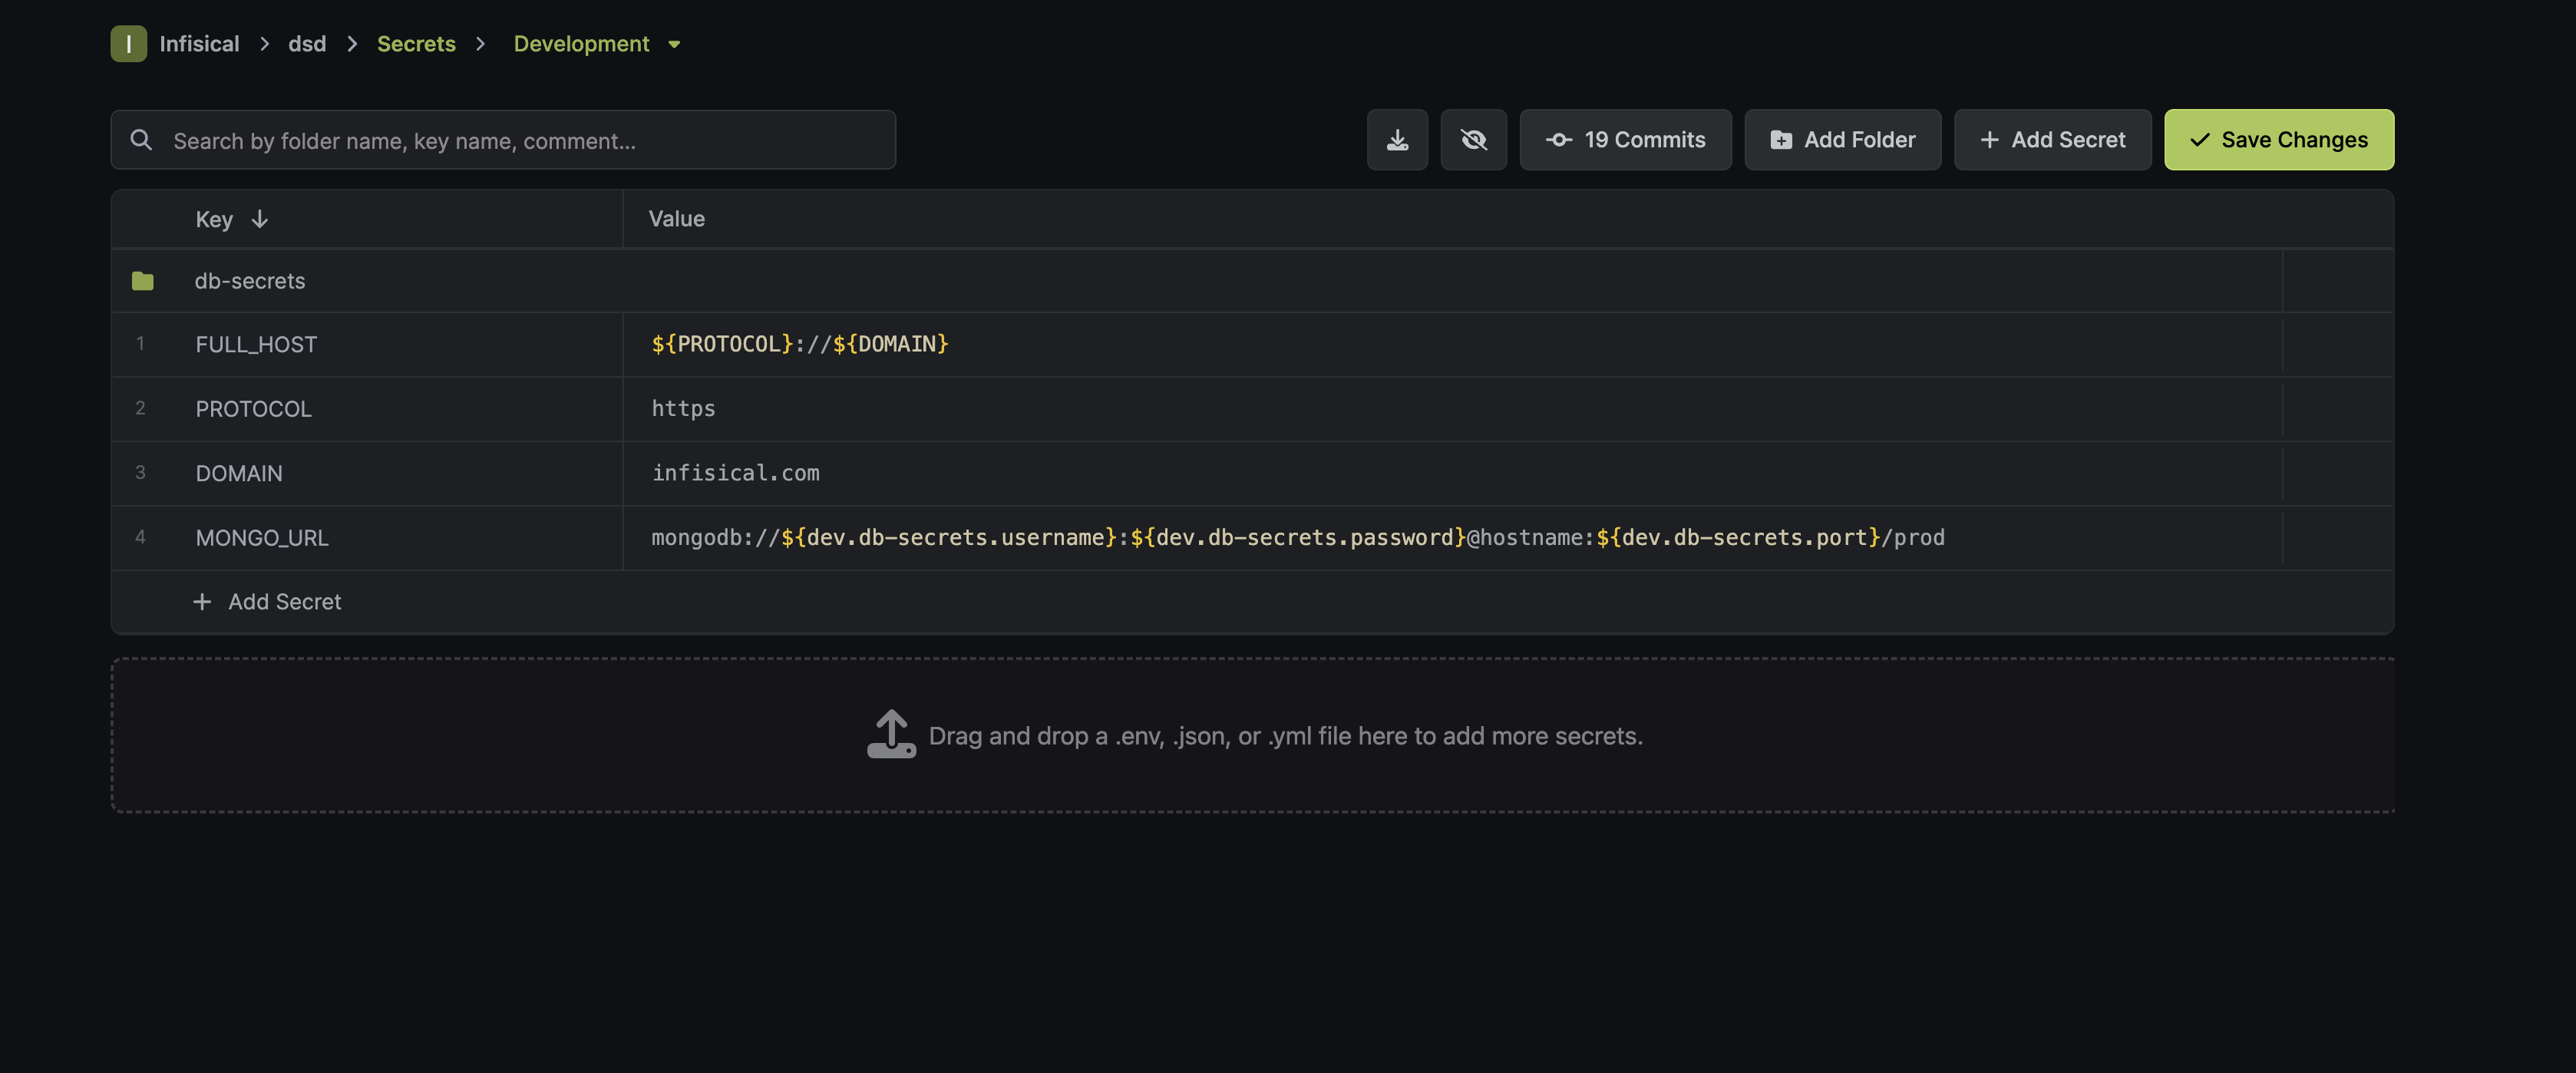 I Infisical > dsd > Secrets > Development
Search by folder name, key name, comment...
19 Commits
Add Folder
+ Add Secret
Save Changes
Key ↓ Value
db-secrets
1 FULL_HOST ${PROTOCOL}://${DOMAIN}
2 PROTOCOL https
3 DOMAIN infisical.com
4 MONGO_URL mongodb://${dev.db-secrets.username}:${dev.db-secrets.password}@hostname:${dev.db-secrets.port}/prod
+ Add Secret
Drag and drop a .env, .json, or .yml file here to add more secrets.